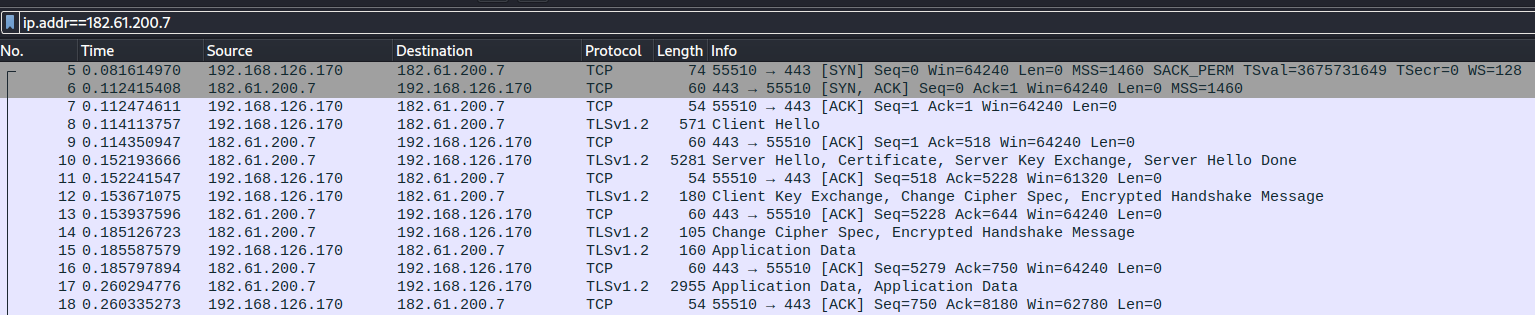 ip.addr==182.61.200.7
No. Time Source Destination Protocol Length Info
5 0.081614970 192.168.126.170 182.61.200.7 TCP 74 55510 → 443 [SYN] Seq=0 Win=64240 Len=0 MSS=1460 SACK_PERM TSval=3675731649 TSecr=0 WS=128
6 0.112415408 182.61.200.7 192.168.126.170 TCP 60 443 → 55510 [SYN, ACK] Seq=0 Ack=1 Win=64240 Len=0 MSS=1460
7 0.112474611 192.168.126.170 182.61.200.7 TCP 54 55510 → 443 [ACK] Seq=1 Ack=1 Win=64240 Len=0
8 0.114113757 192.168.126.170 182.61.200.7 TLSv1.2 571 Client Hello
9 0.114350947 182.61.200.7 192.168.126.170 TCP 60 443 → 55510 [ACK] Seq=1 Ack=518 Win=64240 Len=0
10 0.152193666 182.61.200.7 192.168.126.170 TLSv1.2 5281 Server Hello, Certificate, Server Key Exchange, Server Hello Done
11 0.152241547 192.168.126.170 182.61.200.7 TCP 54 55510 → 443 [ACK] Seq=518 Ack=5228 Win=61320 Len=0
12 0.153671075 192.168.126.170 182.61.200.7 TLSv1.2 180 Client Key Exchange, Change Cipher Spec, Encrypted Handshake Message
13 0.153937596 182.61.200.7 192.168.126.170 TCP 60 443 → 55510 [ACK] Seq=5228 Ack=644 Win=64240 Len=0
14 0.185126723 182.61.200.7 192.168.126.170 TLSv1.2 105 Change Cipher Spec, Encrypted Handshake Message
15 0.185587579 192.168.126.170 182.61.200.7 TLSv1.2 160 Application Data
16 0.185797894 182.61.200.7 192.168.126.170 TCP 60 443 → 55510 [ACK] Seq=5279 Ack=750 Win=64240 Len=0
17 0.260294776 182.61.200.7 192.168.126.170 TLSv1.2 2955 Application Data, Application Data
18 0.260335273 192.168.126.170 182.61.200.7 TCP 54 55510 → 443 [ACK] Seq=750 Ack=8180 Win=62780 Len=0